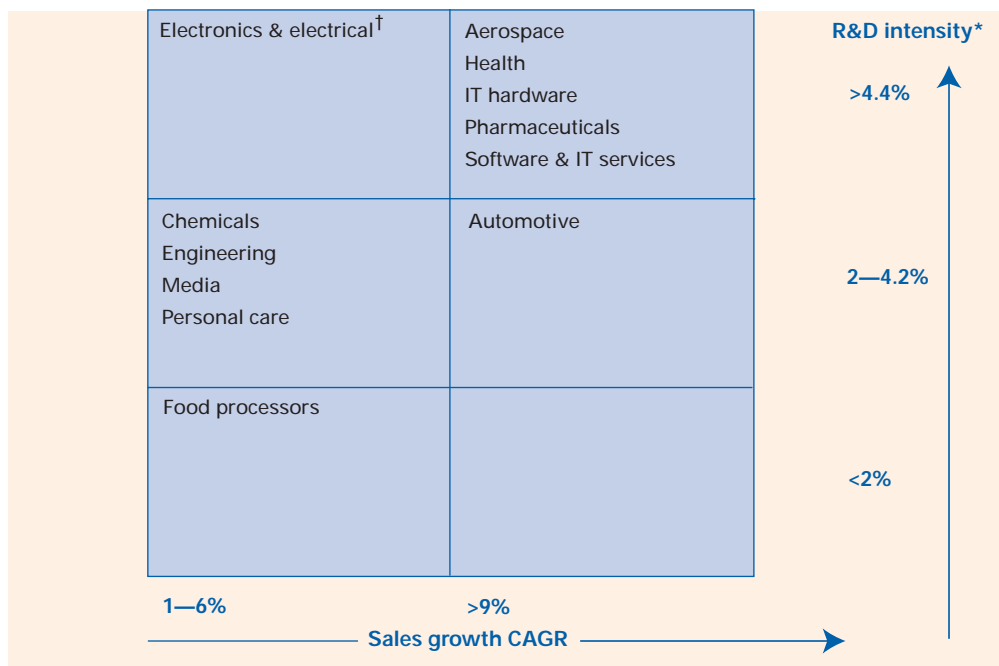 Electronics & electrical†
Aerospace
Health
IT hardware
Pharmaceuticals
Software & IT services
R&D intensity*
>4.4%
Chemicals
Engineering
Media
Personal care
Automotive
2—4.2%
Food processors
<2%
1—6%
>9%
Sales growth CAGR